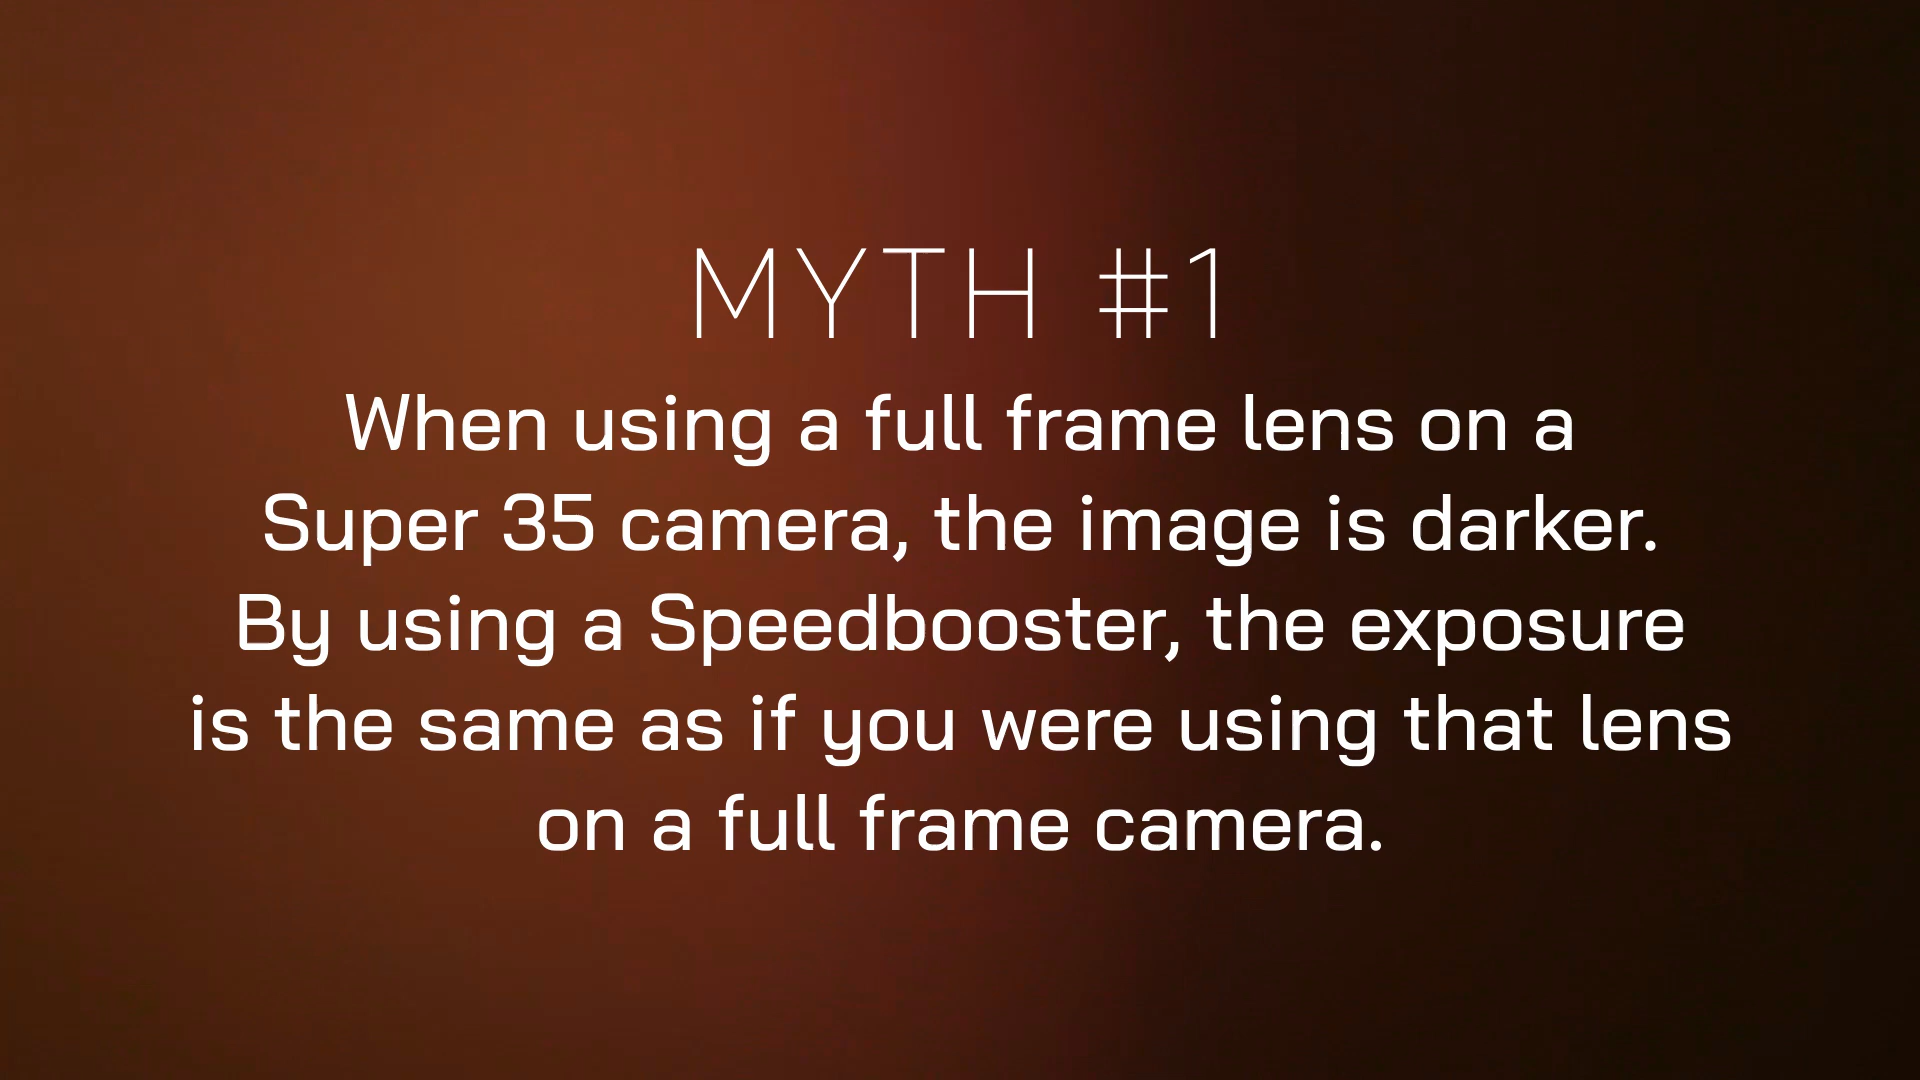 MYTH #1
When using a full frame lens on a
Super 35 camera, the image is darker.
By using a Speedbooster, the exposure
is the same as if you were using that lens
on a full frame camera.